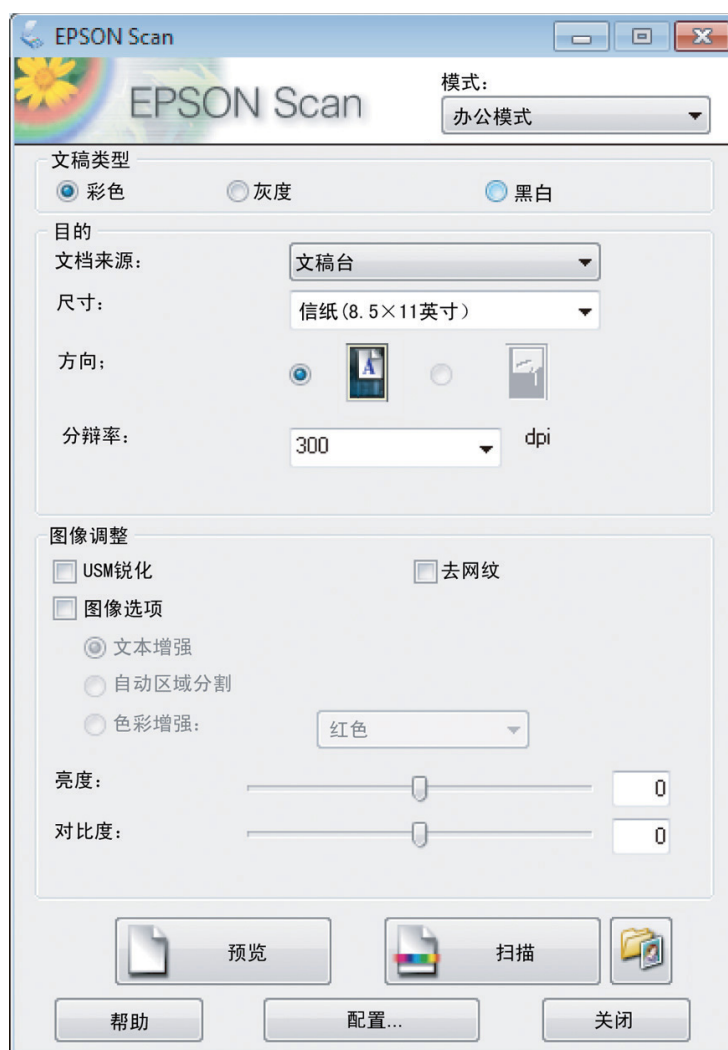 EPSON Scan
EPSON Scan
模式：
办公模式
文稿类型
彩色 灰度 黑白
目的
文档来源： 文稿台
尺寸： 信纸(8.5×11英寸)
方向； A
分辩率： 300 dpi
图像调整
USM锐化 去网纹
图像选项
文本增强
自动区域分割
色彩增强： 红色
亮度： 0
对比度： 0
预览 扫描
帮助 配置... 关闭